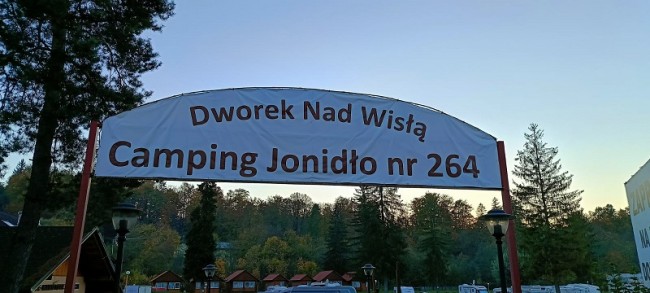 Dworek Nad Wisłą
Camping Jonidło nr 264